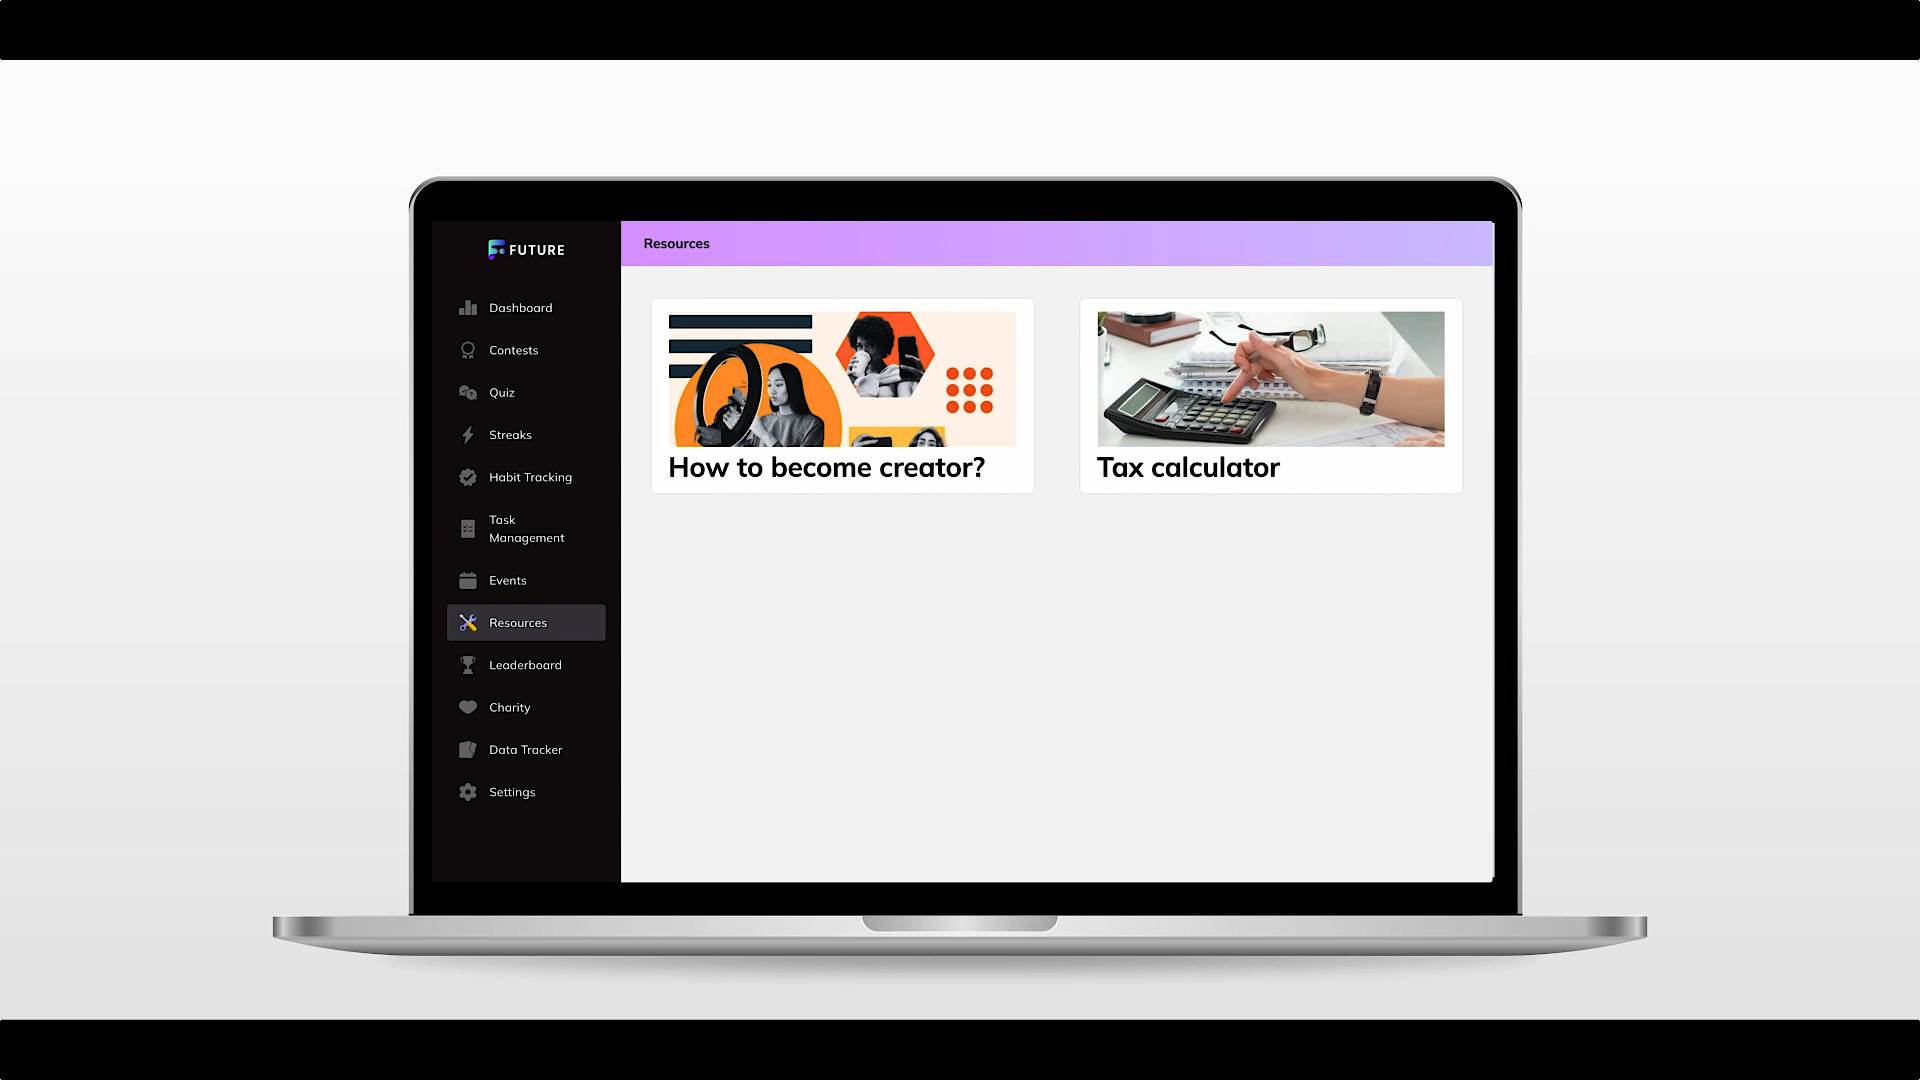 FUTURE
Resources
Dashboard
Contests
Quiz
Streaks
Habit Tracking
Task
Management
Events
Resources
Leaderboard
Charity
Data Tracker
Settings
How to become creator?
Tax calculator